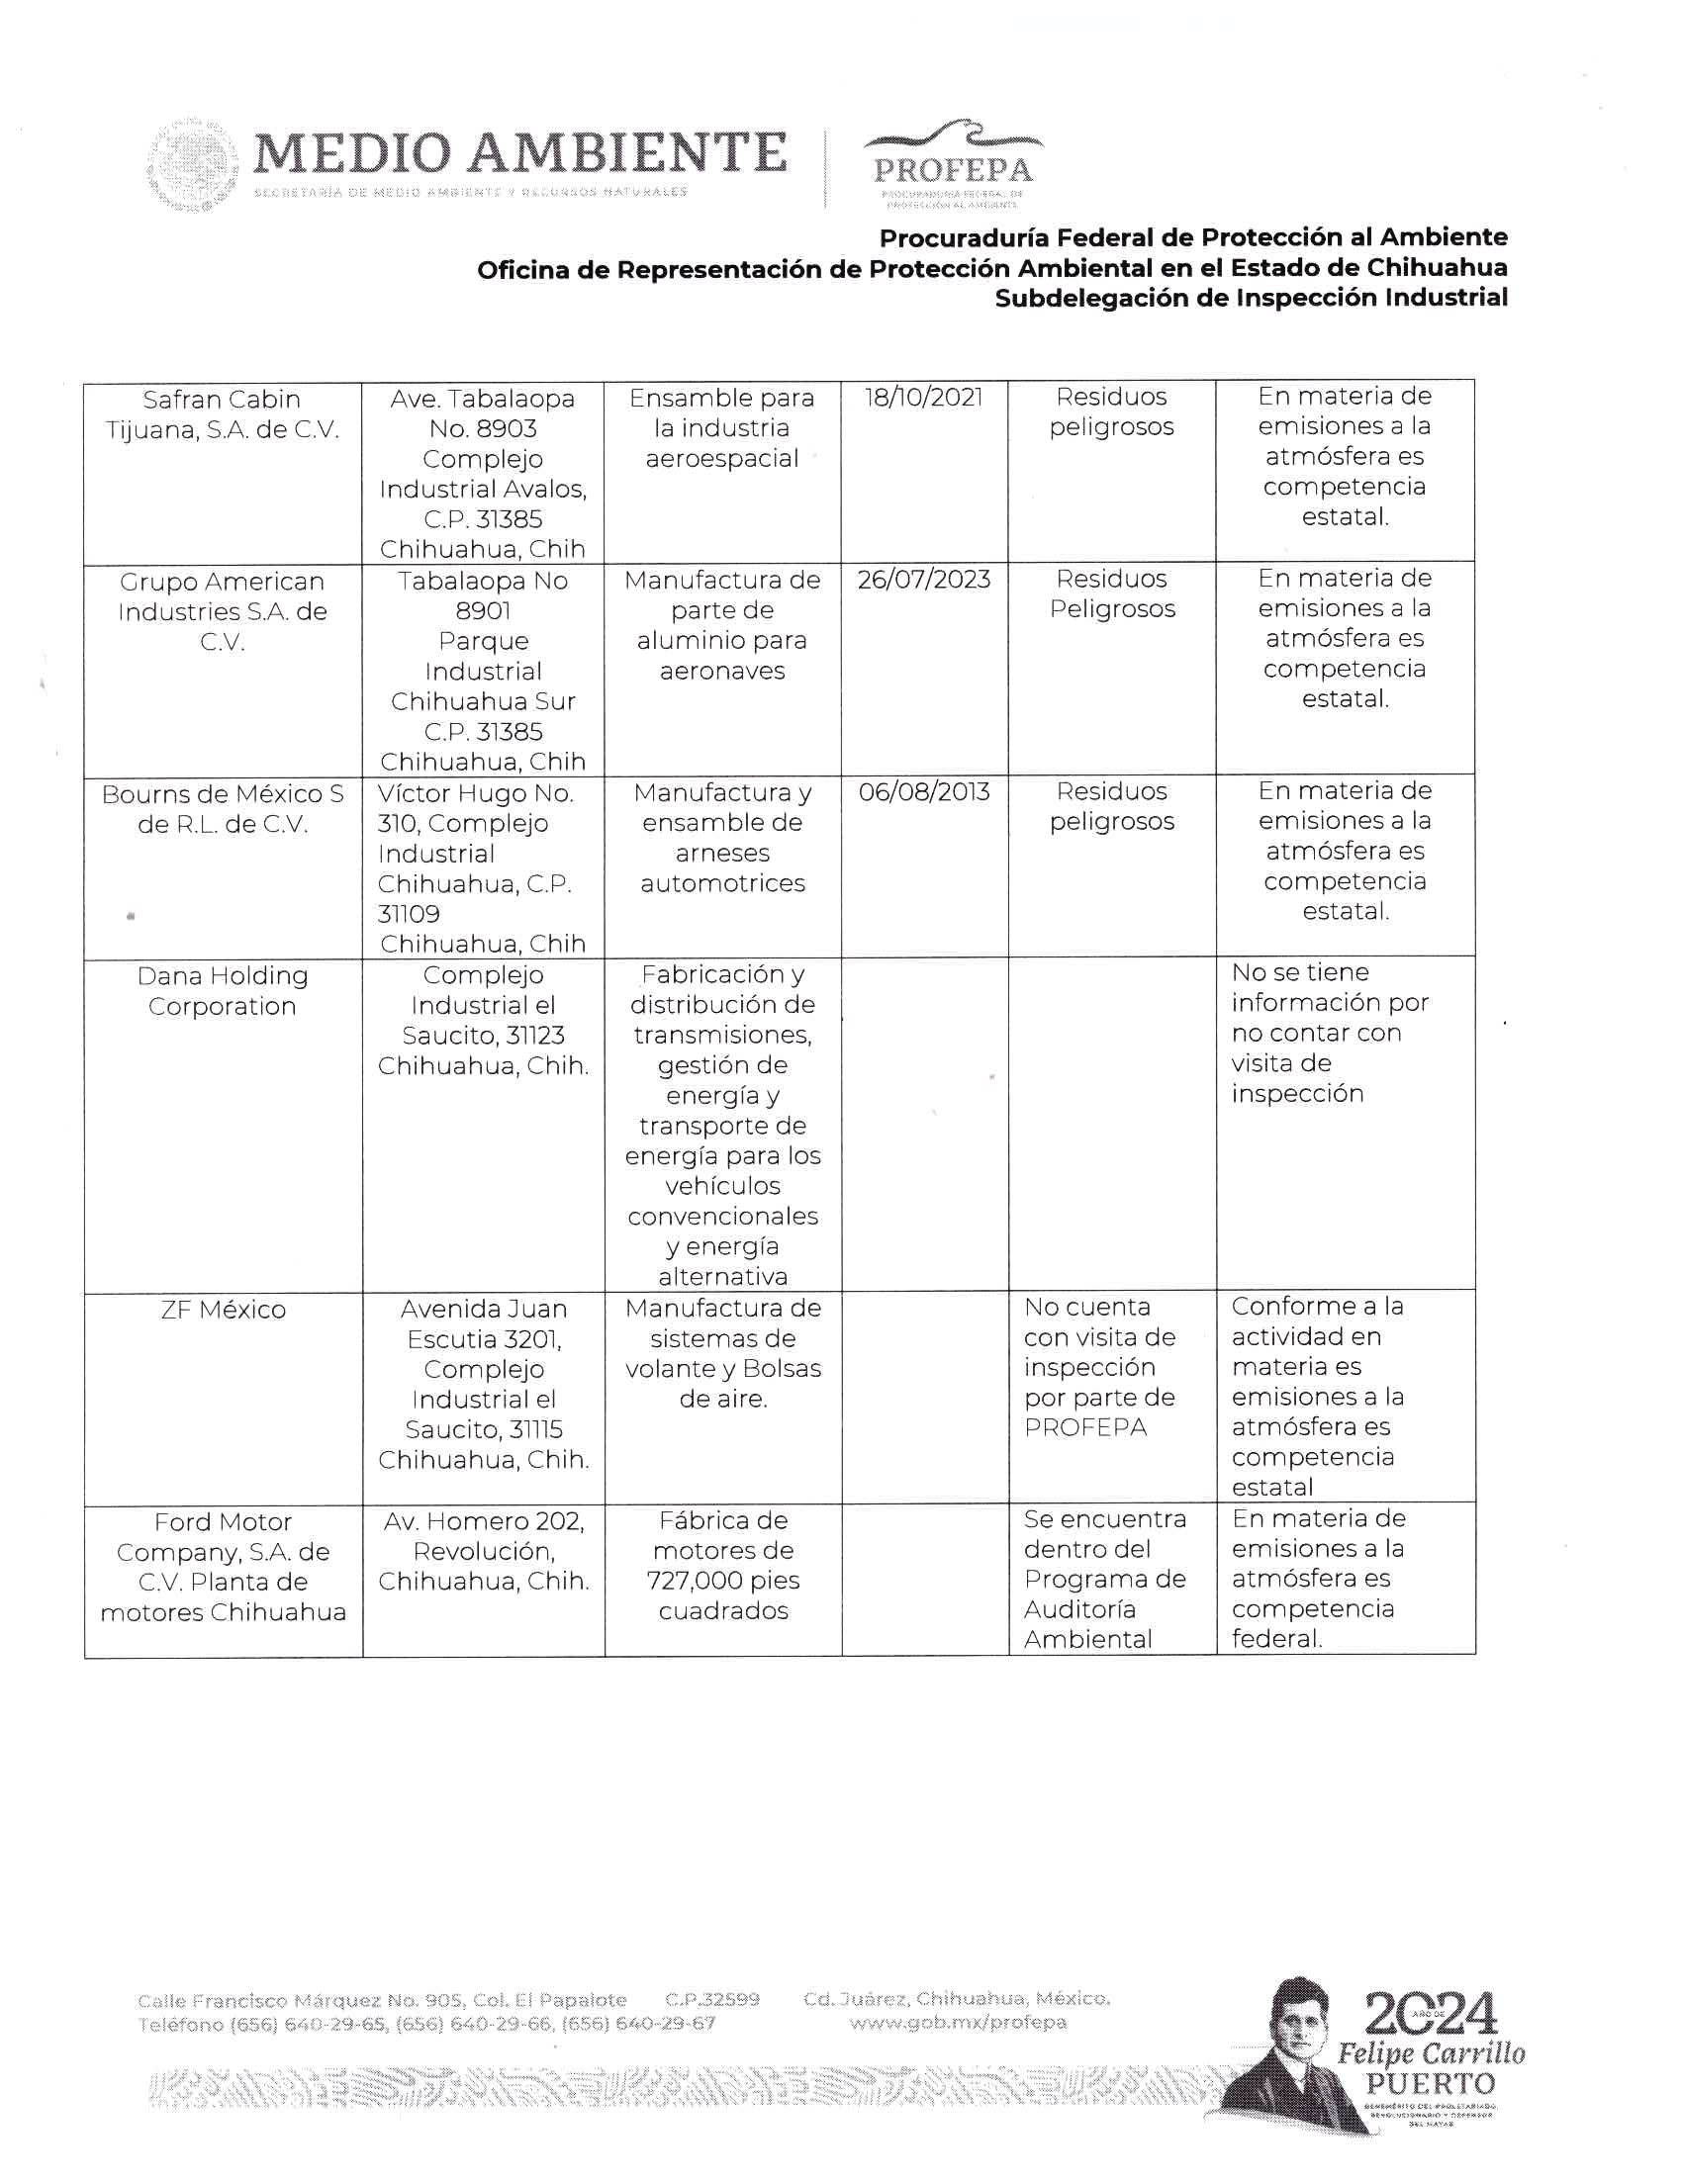 MEDIO AMBIENTE
SECRETARÍA DE MEDIO AMBIENTE Y RECURSOS NATURALES
PROFEPA
PROCURADURÍA FEDERAL DE
PROTECCIÓN AL AMBIENTE
Procuraduría Federal de Protección al Ambiente
Oficina de Representación de Protección Ambiental en el Estado de Chihuahua
Subdelegación de Inspección Industrial
Safran Cabin
Tijuana, S.A. de C.V.
Ave. Tabalaopa
No. 8903
Complejo
Industrial Avalos,
C.P. 31385
Chihuahua, Chih
Ensamble para
la industria
aeroespacial
18/10/2021
Residuos
peligrosos
En materia de
emisiones a la
atmósfera es
competencia
estatal.
Grupo American
Industries S.A. de
C.V.
Tabalaopa No
8901
Parque
Industrial
Chihuahua Sur
C.P. 31385
Chihuahua, Chih
Manufactura de
parte de
aluminio para
aeronaves
26/07/2023
Residuos
Peligrosos
En materia de
emisiones a la
atmósfera es
competencia
estatal.
Bourns de México S
de R.L. de C.V.
Víctor Hugo No.
310, Complejo
Industrial
Chihuahua, C.P.
31109
Chihuahua, Chih
Manufactura y
ensamble de
arneses
automotrices
06/08/2013
Residuos
peligrosos
En materia de
emisiones a la
atmósfera es
competencia
estatal.
Dana Holding
Corporation
Complejo
Industrial el
Saucito, 31123
Chihuahua, Chih.
Fabricación y
distribución de
transmisiones,
gestión de
energía y
transporte de
energía para los
vehículos
convencionales
y energía
alternativa
No se tiene
información por
no contar con
visita de
inspección
ZF México
Avenida Juan
Escutia 3201,
Complejo
Industrial el
Saucito, 31115
Chihuahua, Chih.
Manufactura de
sistemas de
volante y Bolsas
de aire.
No cuenta
con visita de
inspección
por parte de
PROFEPA
Conforme a la
actividad en
materia es
emisiones a la
atmósfera es
competencia
estatal
Ford Motor
Company, S.A. de
C.V. Planta de
motores Chihuahua
Av. Homero 202,
Revolución,
Chihuahua, Chih.
Fábrica de
motores de
727,000 pies
cuadrados
Se encuentra
dentro del
Programa de
Auditoría
Ambiental
En materia de
emisiones a la
atmósfera es
competencia
federal.
Calle Francisco Márquez No. 905, Col. El Papalote C.P.32599 Cd. Juárez, Chihuahua, México.
Teléfono (656) 640-29-65, (656) 640-29-66, (656) 640-29-67 www.gob.mx/profepa
2024
AÑO DE
Felipe Carrillo
PUERTO
BENEMÉRITO DEL PROLETARIADO,
REVOLUCIONARIO Y DEFENSOR
DEL MAYAB